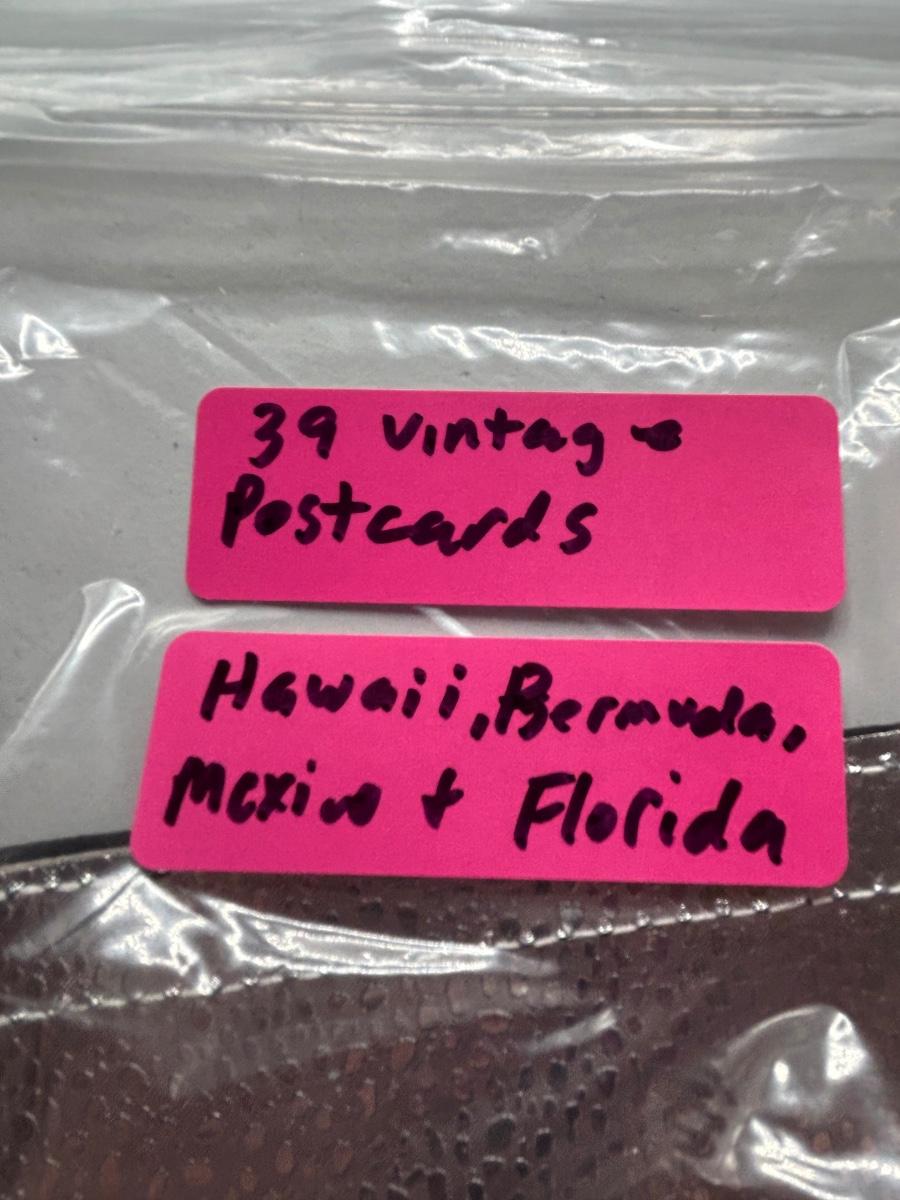 39 vintage
Postcards
Hawaii, Bermuda,
Mexico + Florida